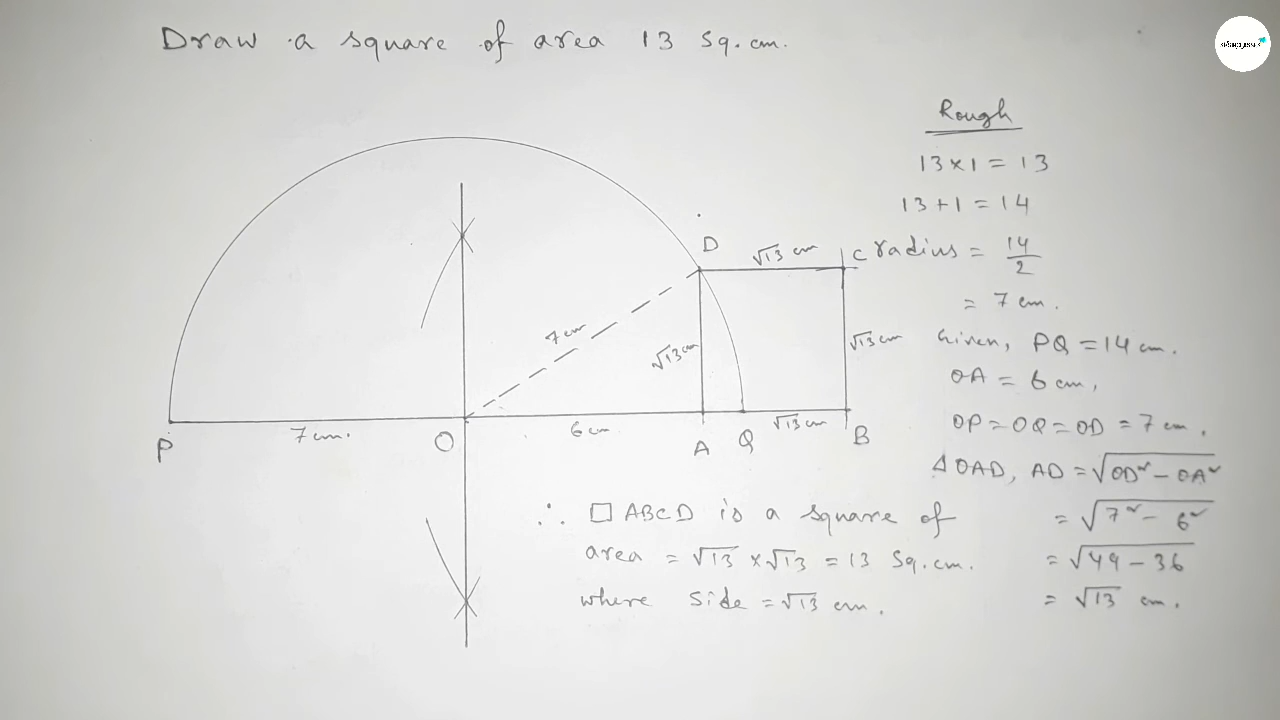 Draw a square of area 13 Sq.cm.
Rough
13×1=13
13+1=14
radius = 14/2
= 7 cm.
Given, PQ=14 cm.
OA = 6 cm,
OP=OQ=OD = 7 cm.
△OAD, AD = √OD²-OA²
= √7²-6²
= √49-36
= √13 cm.
D
√13 cm
C
7 cm
√13 cm
√13 cm
P
7 cm.
O
6 cm
A
Q
√13 cm
B
∴ □ ABCD is a square of
area = √13 ×√13 = 13 Sq.cm.
where side = √13 cm.